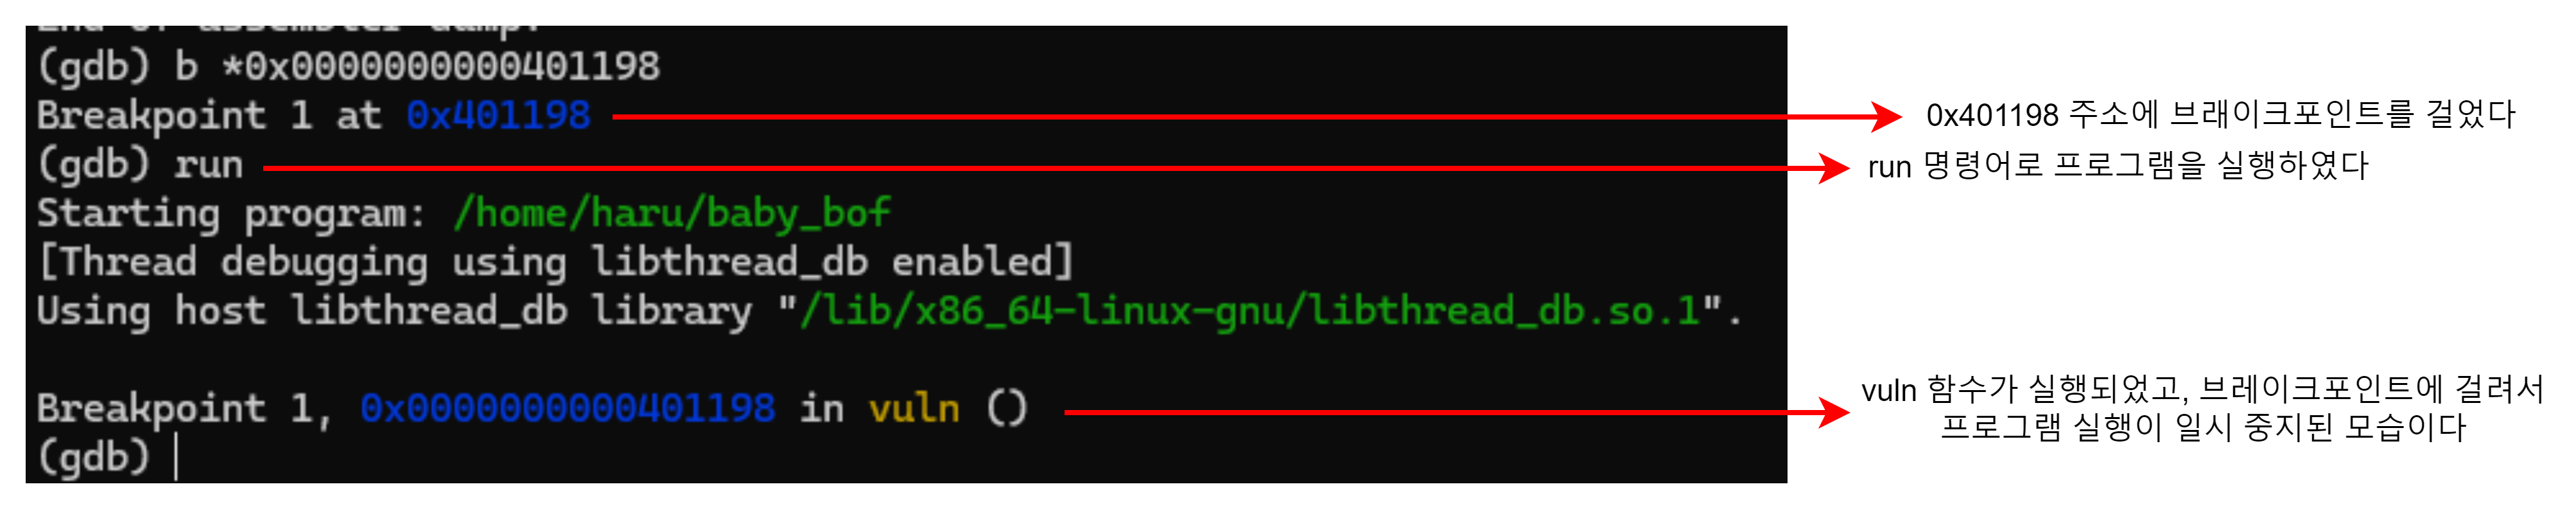 End of assembler dump.
(gdb) b *0x0000000000401198
Breakpoint 1 at 0x401198
0x401198 주소에 브래이크포인트를 걸었다
(gdb) run
run 명령어로 프로그램을 실행하였다
Starting program: /home/haru/baby_bof
[Thread debugging using libthread_db enabled]
Using host libthread_db library "/lib/x86_64-linux-gnu/libthread_db.so.1".
Breakpoint 1, 0x0000000000401198 in vuln ()
vuln 함수가 실행되었고, 브레이크포인트에 걸려서
프로그램 실행이 일시 중지된 모습이다
(gdb)